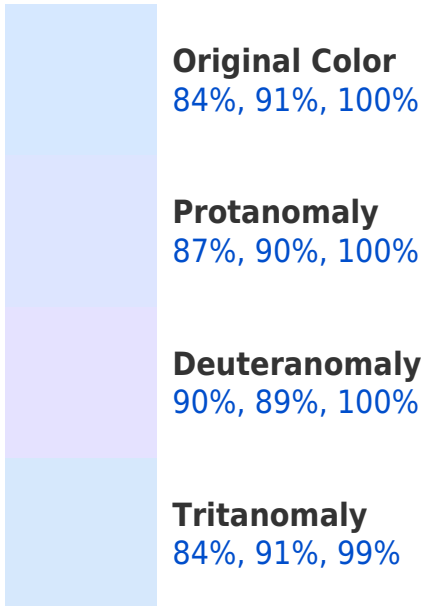 Original Color
84%, 91%, 100%
Protanomaly
87%, 90%, 100%
Deuteranomaly
90%, 89%, 100%
Tritanomaly
84%, 91%, 99%